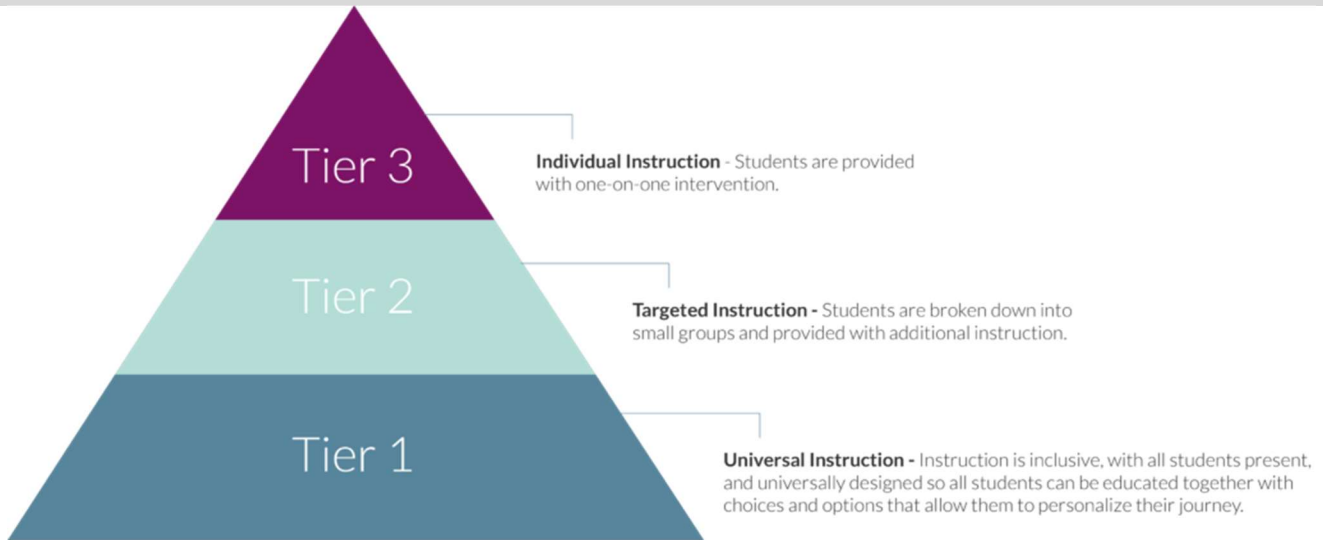 Tier 3
Individual Instruction - Students are provided
with one-on-one intervention.
Tier 2
Targeted Instruction - Students are broken down into
small groups and provided with additional instruction.
Tier 1
Universal Instruction - Instruction is inclusive, with all students present,
and universally designed so all students can be educated together with
choices and options that allow them to personalize their journey.